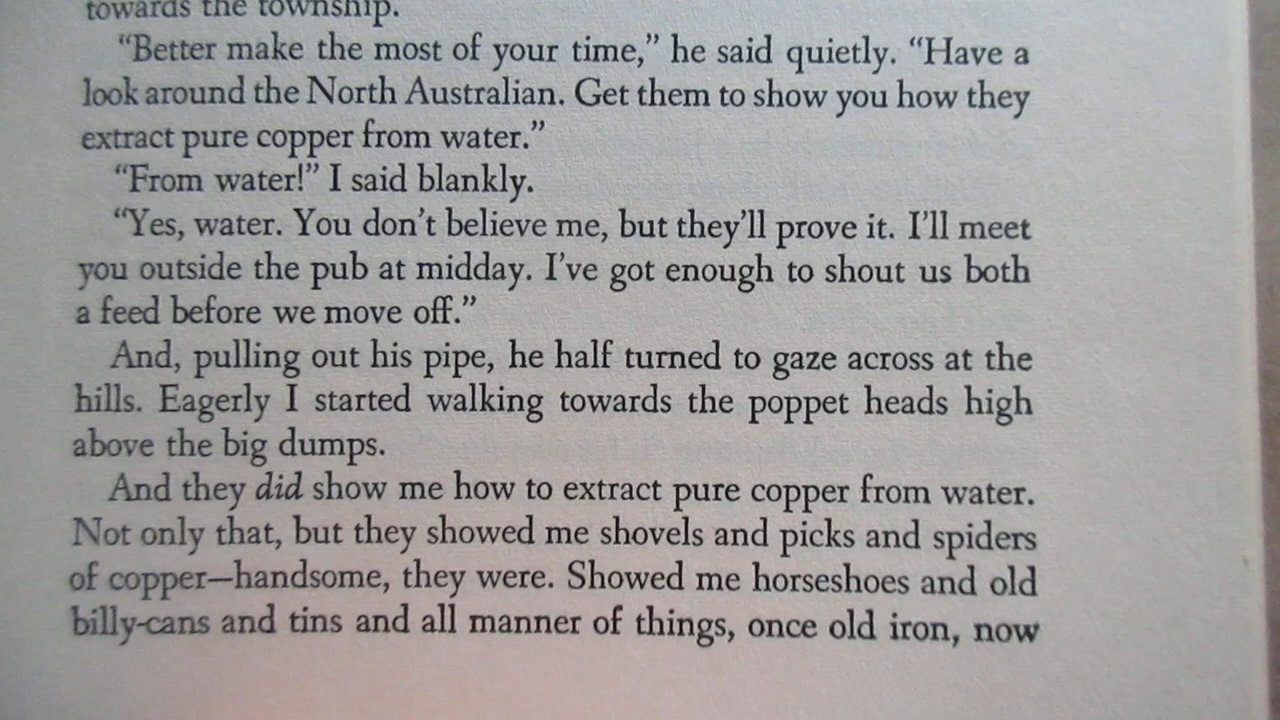 towards the township.
“Better make the most of your time,” he said quietly. “Have a
look around the North Australian. Get them to show you how they
extract pure copper from water.”
“From water!” I said blankly.
“Yes, water. You don’t believe me, but they’ll prove it. I’ll meet
you outside the pub at midday. I’ve got enough to shout us both
a feed before we move off.”
And, pulling out his pipe, he half turned to gaze across at the
hills. Eagerly I started walking towards the poppet heads high
above the big dumps.
And they did show me how to extract pure copper from water.
Not only that, but they showed me shovels and picks and spiders
of copper—handsome, they were. Showed me horseshoes and old
billy-cans and tins and all manner of things, once old iron, now